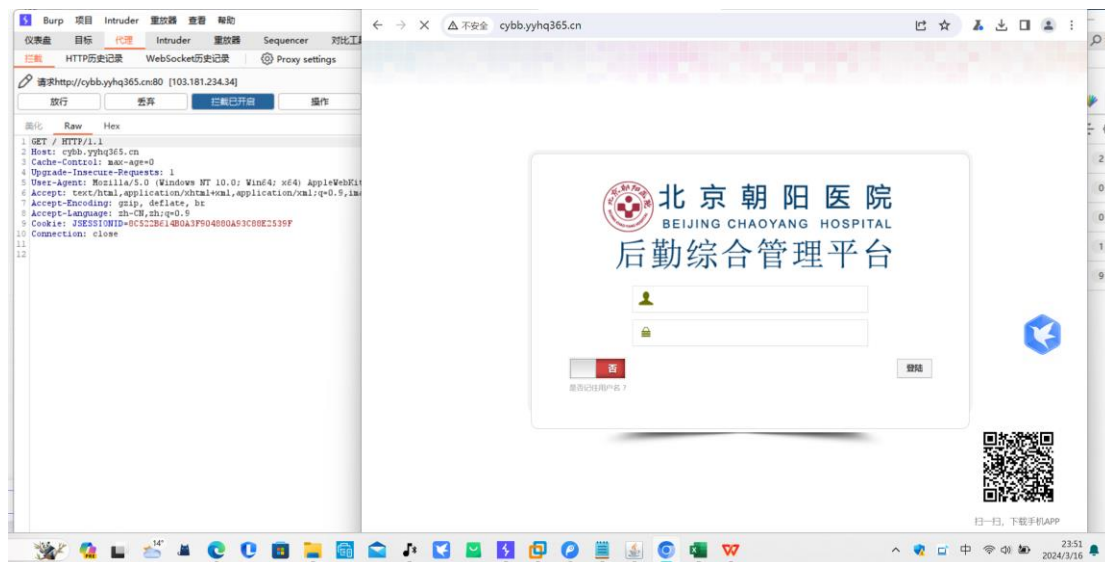 Burp 项目 Intruder 重放器 查看 帮助
仪表盘 目标 代理 Intruder 重放器 Sequencer 对比工
拦截 HTTP历史记录 WebSocket历史记录 Proxy settings
请求http://cybb.yyhq365.cn:80 [103.181.234.34]
放行 丢弃 拦截已开启 操作
美化 Raw Hex
1 GET / HTTP/1.1
2 Host: cybb.yyhq365.cn
3 Cache-Control: max-age=0
4 Upgrade-Insecure-Requests: 1
5 User-Agent: Mozilla/5.0 (Windows NT 10.0; Win64; x64) AppleWebKit
6 Accept: text/html,application/xhtml+xml,application/xml;q=0.9,ima
7 Accept-Encoding: gzip, deflate, br
8 Accept-Language: zh-CN,zh;q=0.9
9 Cookie: JSESSIONID=8C522B614B0A3F904880A93C88E2539F
10 Connection: close
11
12
不安全 cybb.yyhq365.cn
北京朝阳医院
BEIJING CHAOYANG HOSPITAL
后勤综合管理平台
否
登陆
是否记住用户名？
扫一扫，下载手机APP
2
0
0
1
9
14°
中
23:51
2024/3/16